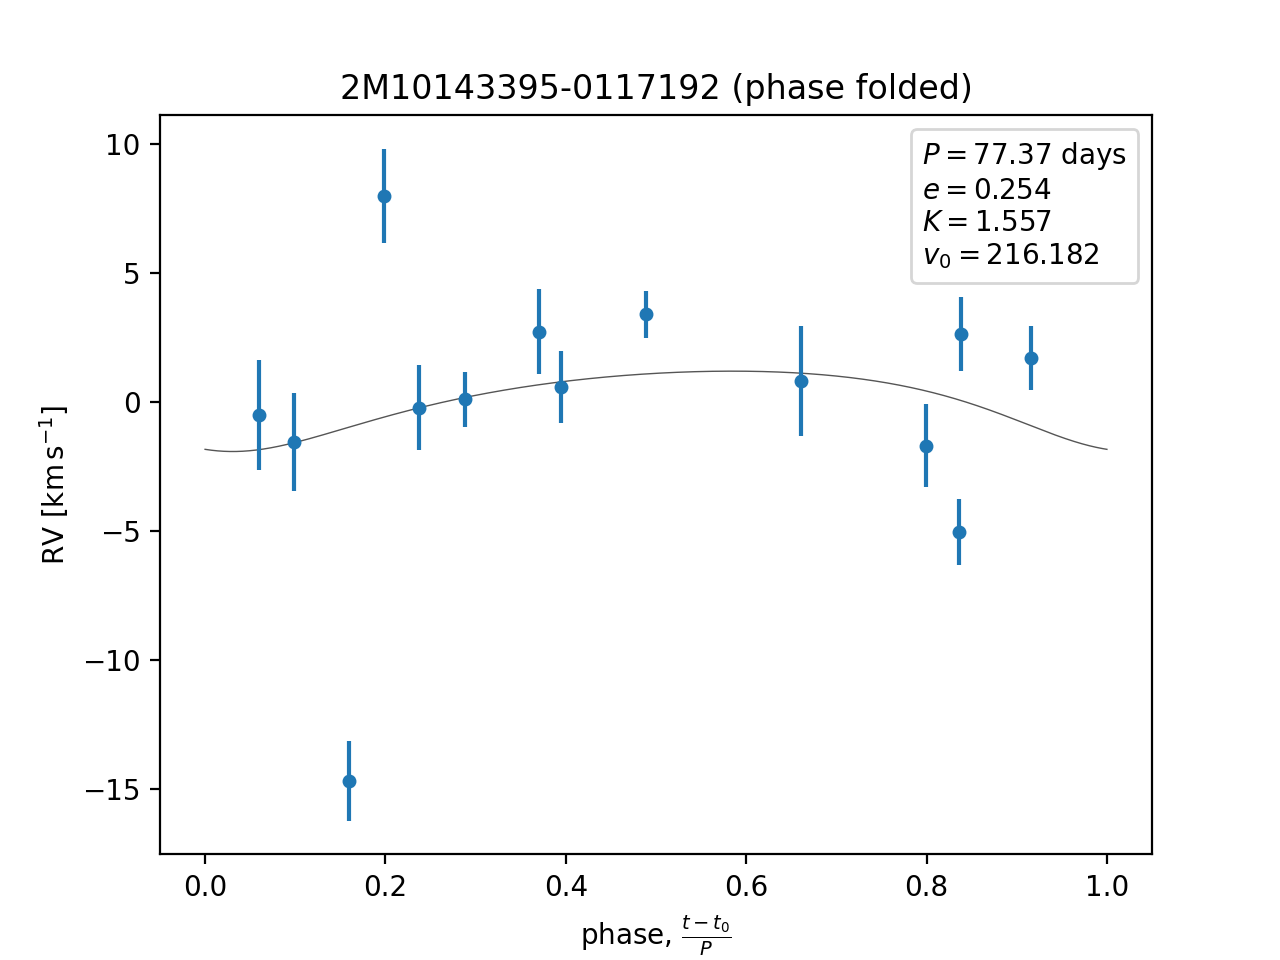 2M10143395-0117192 (phase folded)
P = 77.37 days
e = 0.254
K = 1.557
v₀ = 216.182
10
5
0
−5
−10
−15
RV [km s⁻¹]
0.0 0.2 0.4 0.6 0.8 1.0
phase, (t − t₀)/P